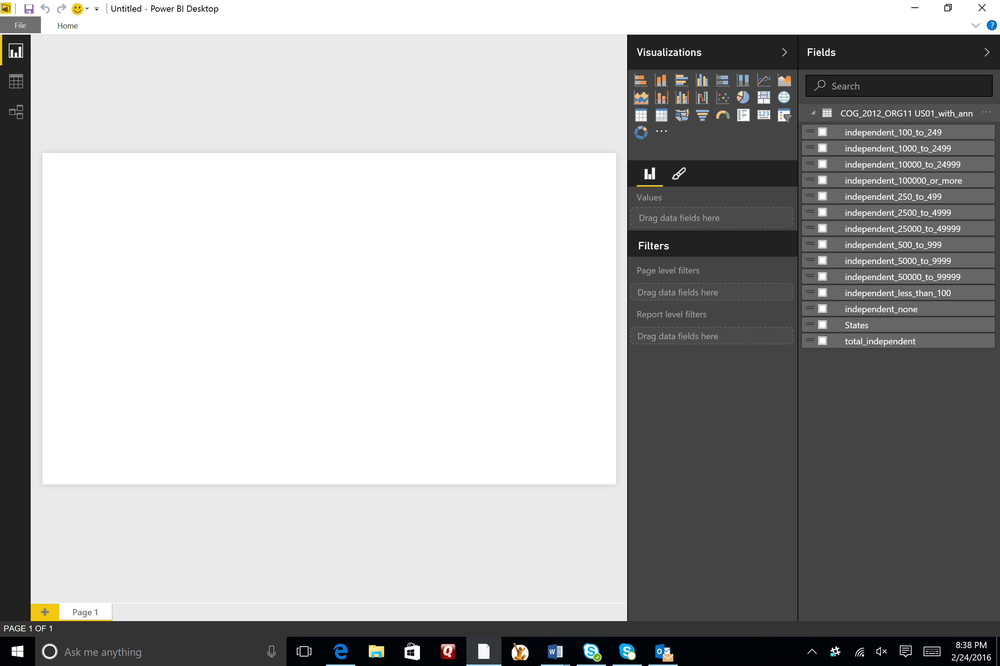 Untitled - Power BI Desktop
File
Home
Visualizations
Fields
Search
COG_2012_ORG11 US01_with_ann
independent_100_to_249
independent_1000_to_2499
independent_10000_to_24999
independent_100000_or_more
independent_250_to_499
independent_2500_to_4999
independent_25000_to_49999
independent_500_to_999
independent_5000_to_9999
independent_50000_to_99999
independent_less_than_100
independent_none
States
total_independent
123
Values
Drag data fields here
Filters
Page level filters
Drag data fields here
Report level filters
Drag data fields here
Page 1
PAGE 1 OF 1
Ask me anything
8:38 PM
2/24/2016